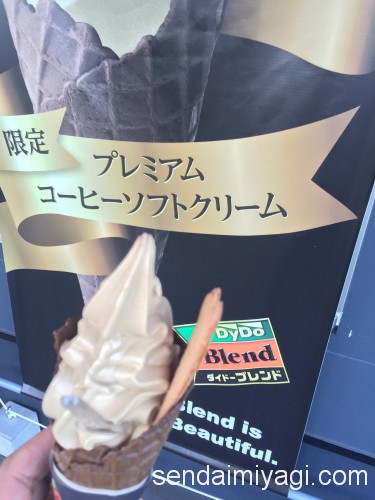 限定
プレミアム
コーヒーソフトクリーム
DyDo
Blend
ダイドーブレンド
Blend is
Beautiful.
sendaimiyagi.com